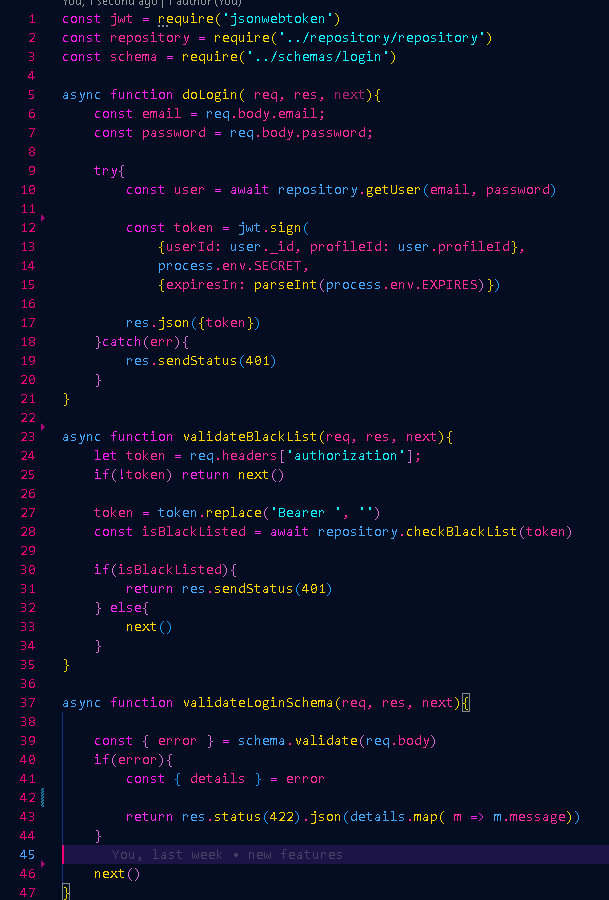 You, 1 second ago | 1 author (You)
1 const jwt = require('jsonwebtoken')
2 const repository = require('../repository/repository')
3 const schema = require('../schemas/login')
4
5 async function doLogin( req, res, next){
6 const email = req.body.email;
7 const password = req.body.password;
8
9 try{
10 const user = await repository.getUser(email, password)
11
12 const token = jwt.sign(
13 {userId: user._id, profileId: user.profileId},
14 process.env.SECRET,
15 {expiresIn: parseInt(process.env.EXPIRES)})
16
17 res.json({token})
18 }catch(err){
19 res.sendStatus(401)
20 }
21 }
22
23 async function validateBlackList(req, res, next){
24 let token = req.headers['authorization'];
25 if(!token) return next()
26
27 token = token.replace('Bearer ', '')
28 const isBlackListed = await repository.checkBlackList(token)
29
30 if(isBlackListed){
31 return res.sendStatus(401)
32 } else{
33 next()
34 }
35 }
36
37 async function validateLoginSchema(req, res, next){
38
39 const { error } = schema.validate(req.body)
40 if(error){
41 const { details } = error
42
43 return res.status(422).json(details.map( m => m.message))
44 }
45 You, last week • new features
46 next()
47 }